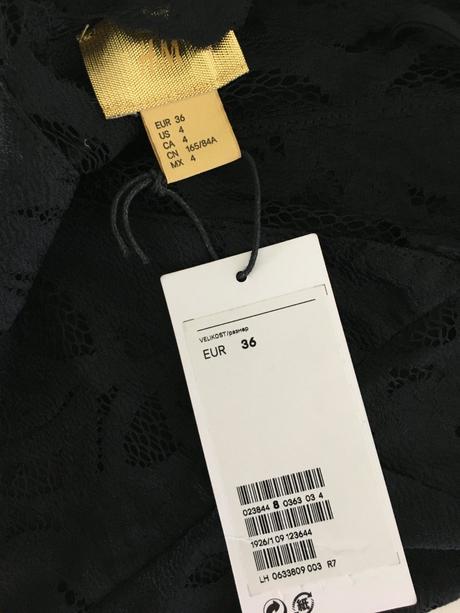 EUR 36
US 4
CA 4
CN 165/84A
MX 4
VELIKOST/размер
EUR 36
023844 8 0363 03 4
1926/1 09 123644
LH 0633809 003 R7
紙